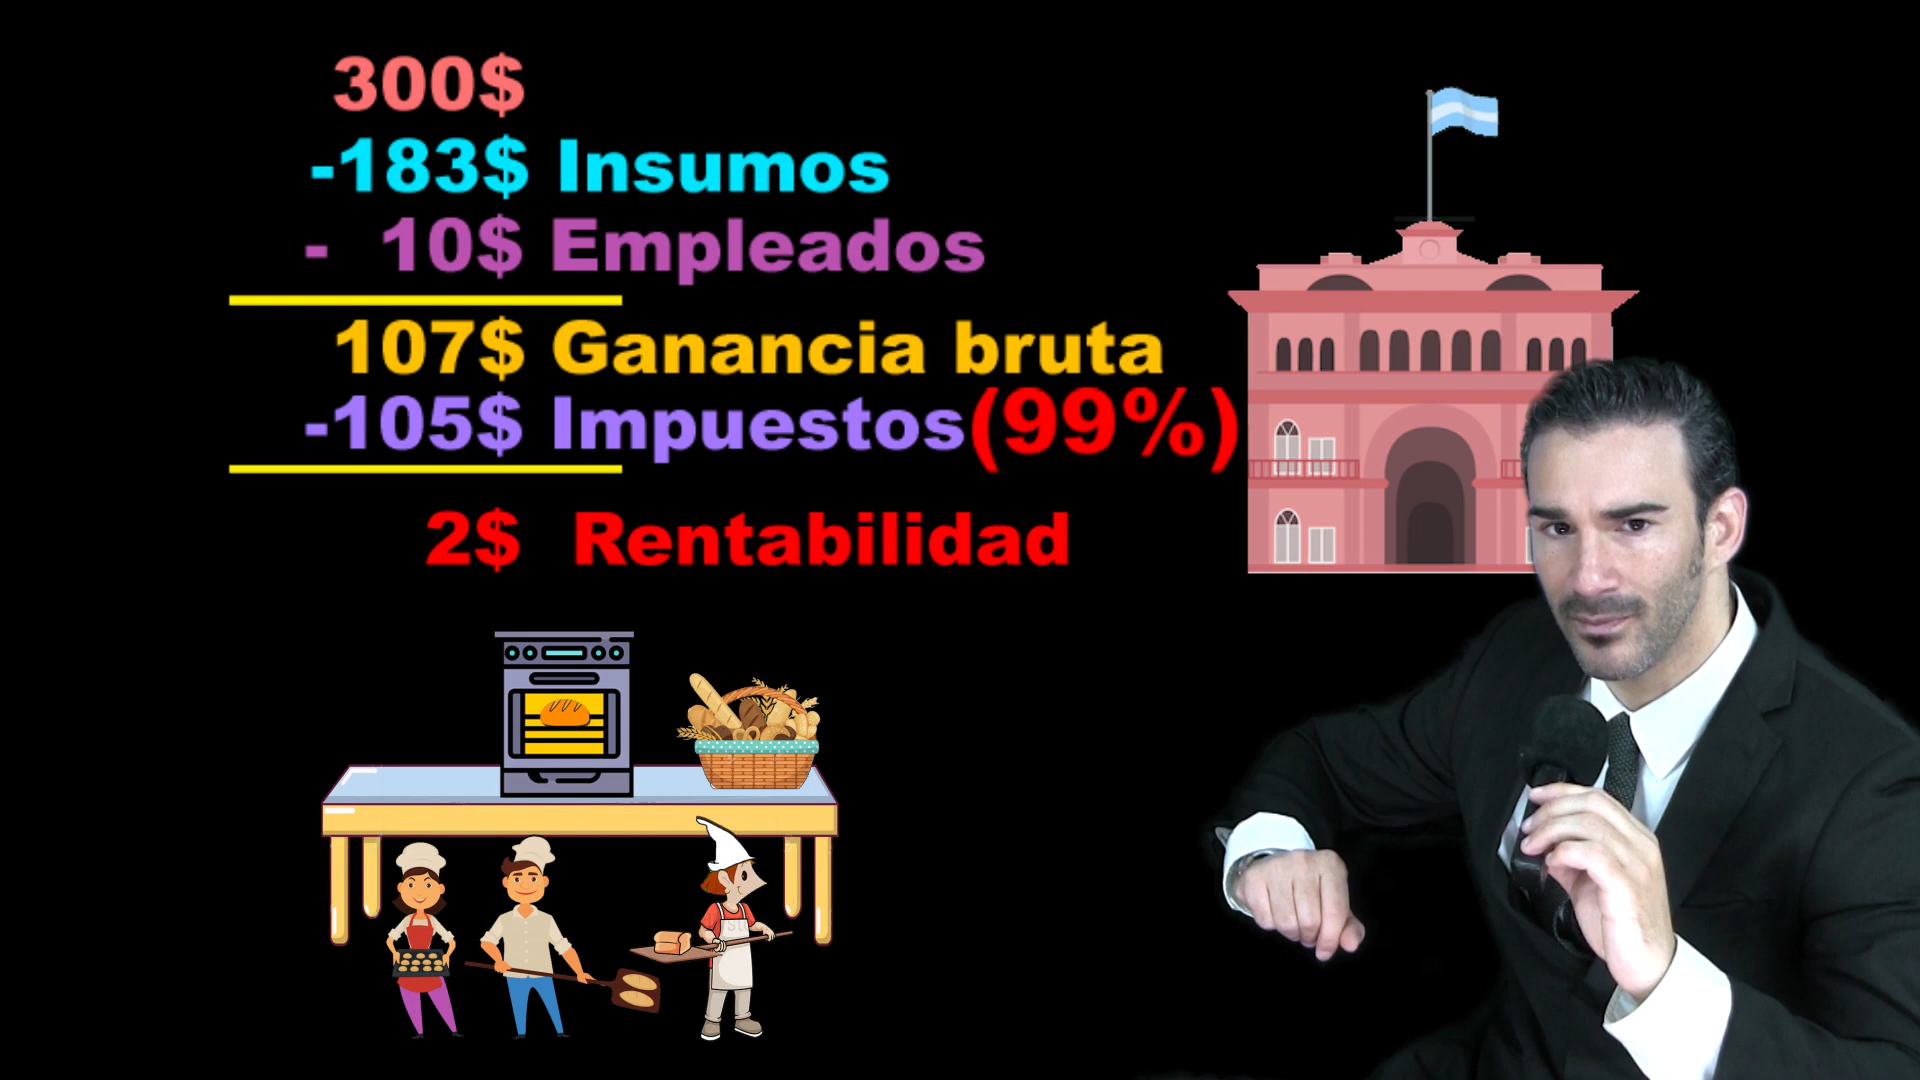 300$
-183$ Insumos
- 10$ Empleados
107$ Ganancia bruta
-105$ Impuestos(99%)
2$ Rentabilidad